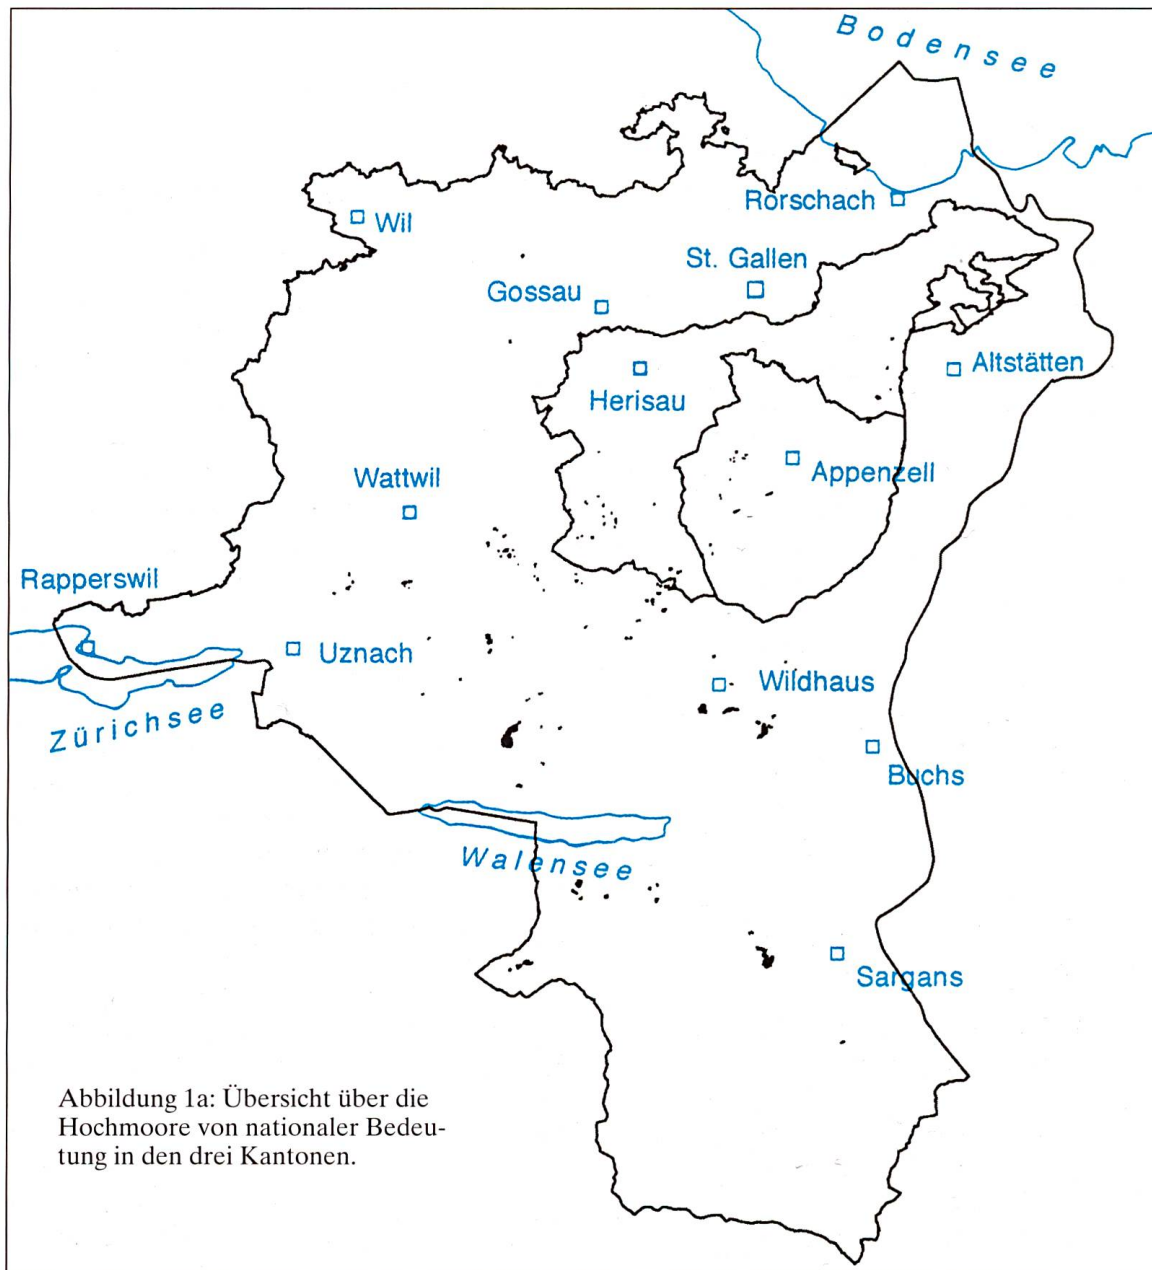 Bodensee
Rorschach
Wil
St. Gallen
Gossau
Altstätten
Herisau
Appenzell
Wattwil
Rapperswil
Uznach
Wildhaus
Zürichsee
Buchs
Walensee
Sargans
Abbildung 1a: Übersicht über die
Hochmoore von nationaler Bedeu-
tung in den drei Kantonen.